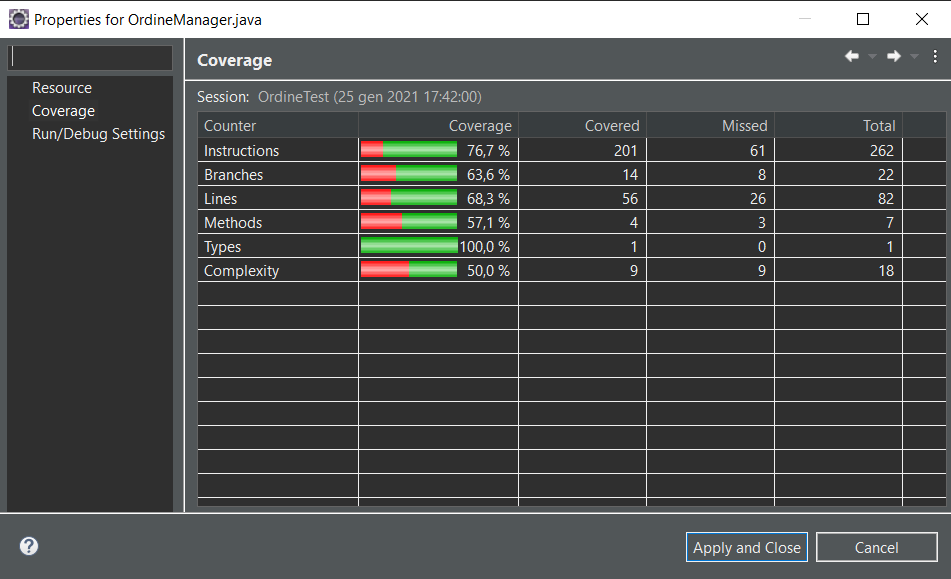 Properties for OrdineManager.java
Resource
Coverage
Run/Debug Settings
Coverage
Session: OrdineTest (25 gen 2021 17:42:00)
Counter Coverage Covered Missed Total
Instructions 76,7 % 201 61 262
Branches 63,6 % 14 8 22
Lines 68,3 % 56 26 82
Methods 57,1 % 4 3 7
Types 100,0 % 1 0 1
Complexity 50,0 % 9 9 18
?
Apply and Close
Cancel